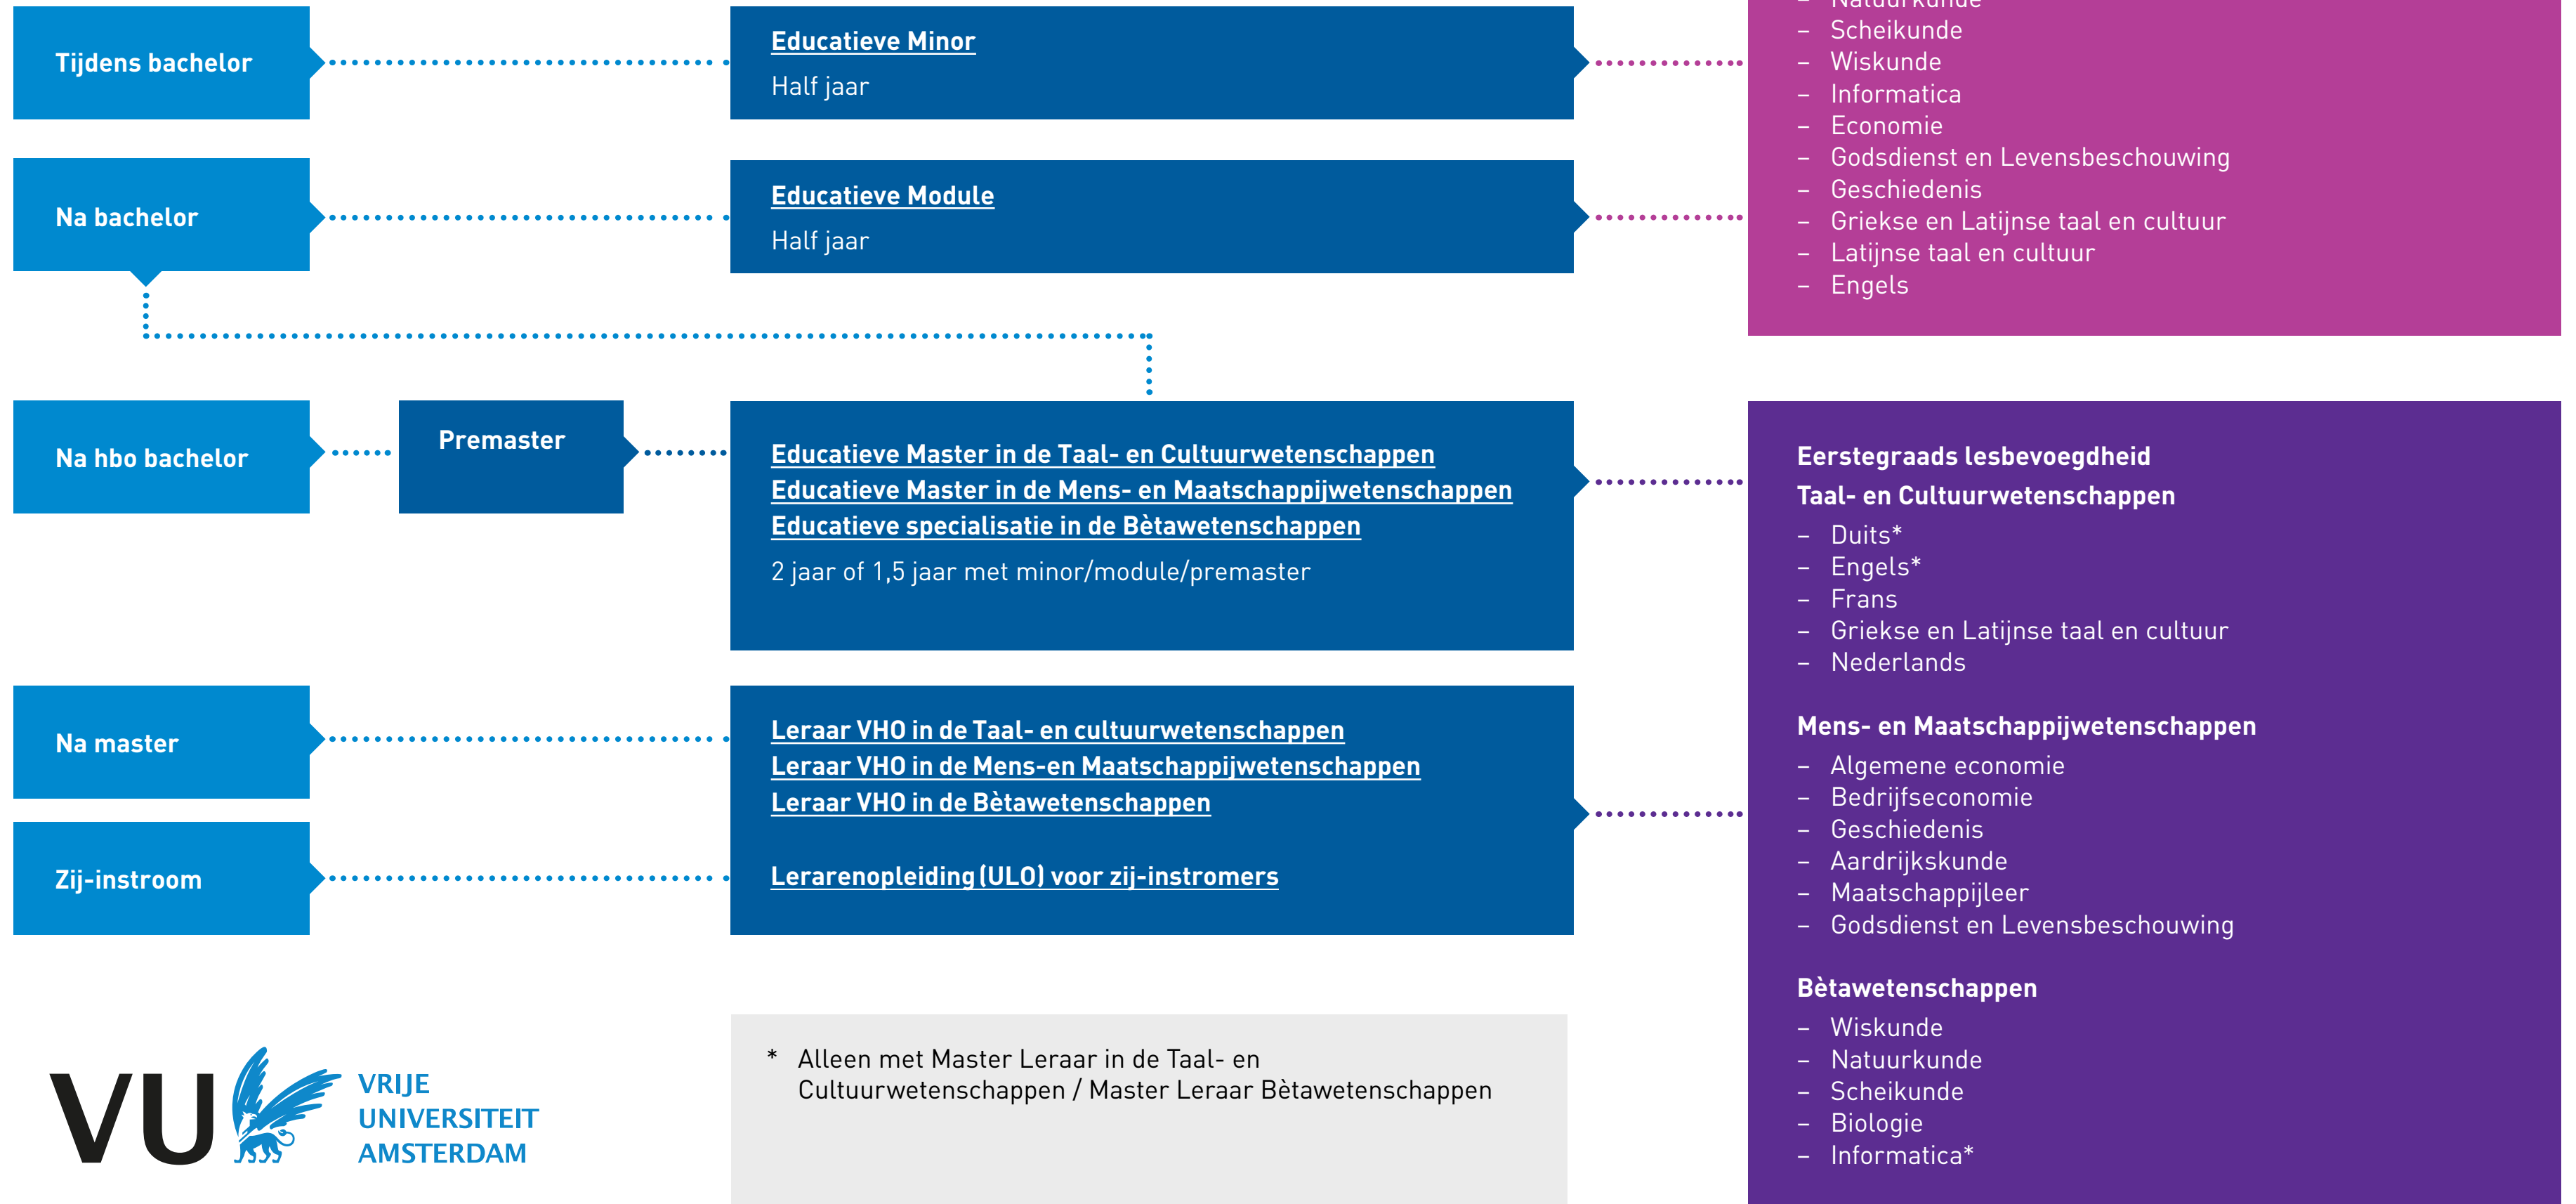 Tijdens bachelor
Educatieve Minor
Half jaar
– Natuurkunde
– Scheikunde
– Wiskunde
– Informatica
– Economie
– Godsdienst en Levensbeschouwing
– Geschiedenis
– Griekse en Latijnse taal en cultuur
– Latijnse taal en cultuur
– Engels
Na bachelor
Educatieve Module
Half jaar
Na hbo bachelor
Premaster
Educatieve Master in de Taal- en Cultuurwetenschappen
Educatieve Master in de Mens- en Maatschappijwetenschappen
Educatieve specialisatie in de Bètawetenschappen
2 jaar of 1,5 jaar met minor/module/premaster
Na master
Leraar VHO in de Taal- en cultuurwetenschappen
Leraar VHO in de Mens-en Maatschappijwetenschappen
Leraar VHO in de Bètawetenschappen
Zij-instroom
Lerarenopleiding (ULO) voor zij-instromers
Eerstegraads lesbevoegdheid
Taal- en Cultuurwetenschappen
– Duits*
– Engels*
– Frans
– Griekse en Latijnse taal en cultuur
– Nederlands
Mens- en Maatschappijwetenschappen
– Algemene economie
– Bedrijfseconomie
– Geschiedenis
– Aardrijkskunde
– Maatschappijleer
– Godsdienst en Levensbeschouwing
Bètawetenschappen
– Wiskunde
– Natuurkunde
– Scheikunde
– Biologie
– Informatica*
* Alleen met Master Leraar in de Taal- en
Cultuurwetenschappen / Master Leraar Bètawetenschappen
VU
VRIJE
UNIVERSITEIT
AMSTERDAM